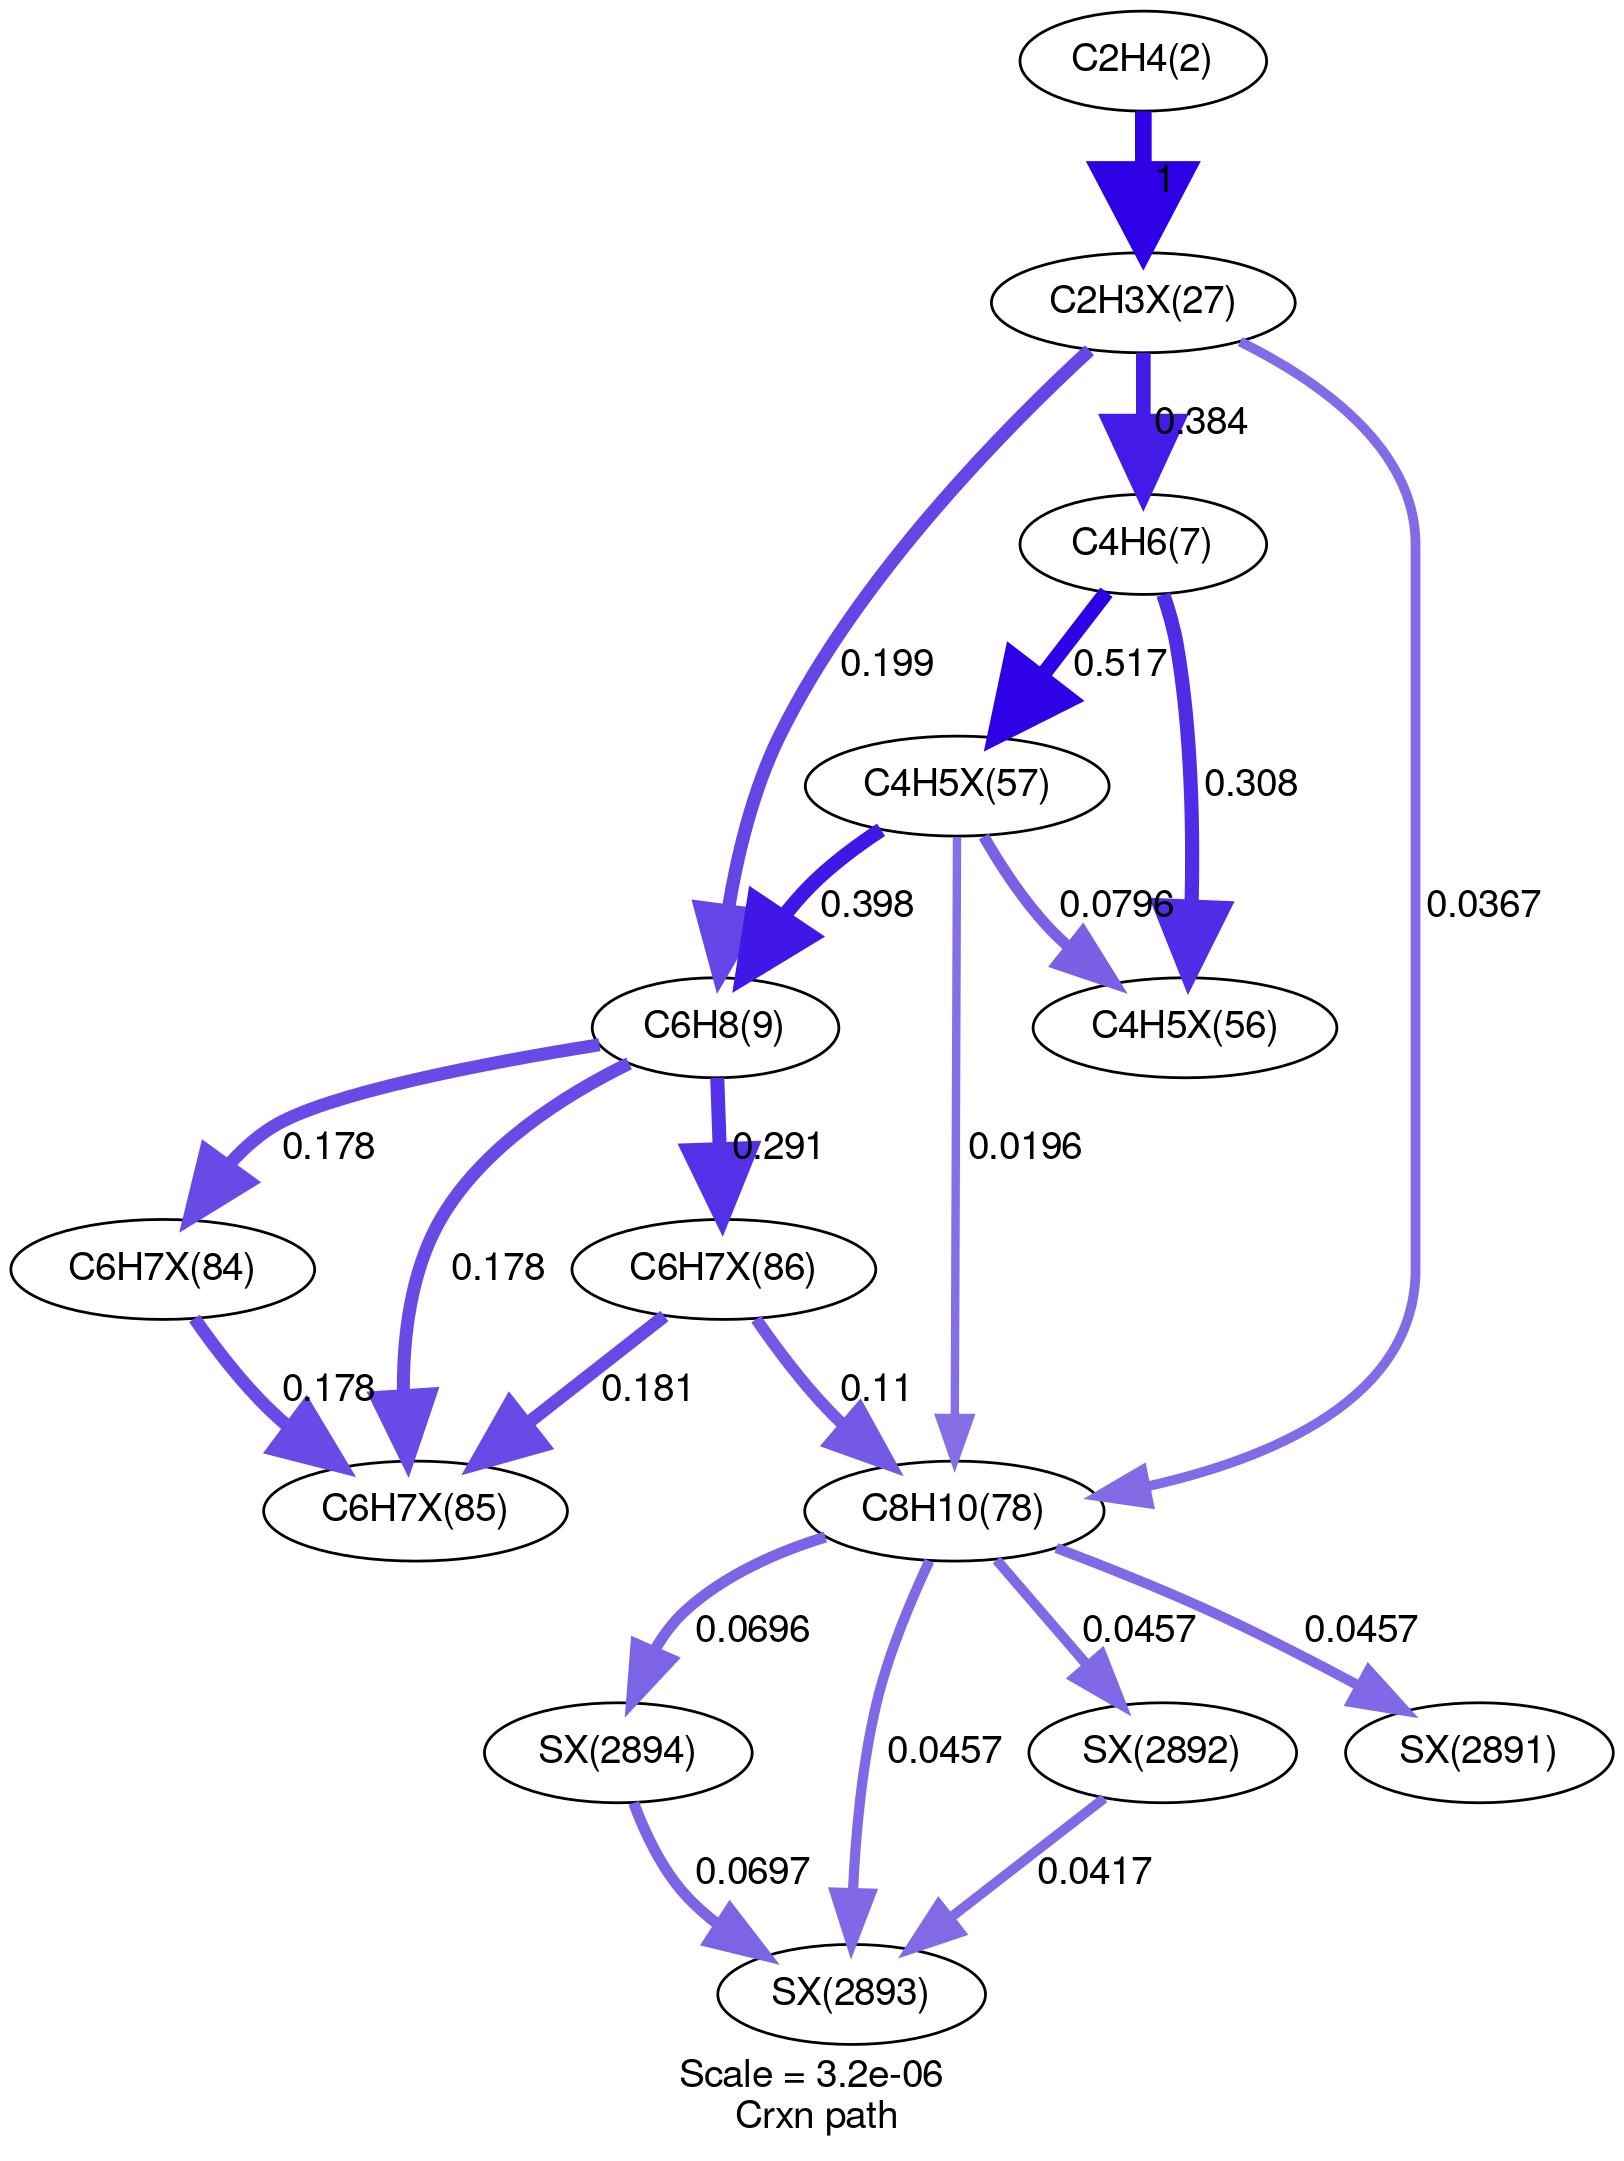 C2H4(2)
1
C2H3X(27)
0.384
C4H6(7)
0.199
0.517
0.308
C4H5X(57)
0.398
0.0796
0.0367
C6H8(9)
C4H5X(56)
0.178
0.291
0.0196
C6H7X(84)
0.178
C6H7X(86)
0.178
0.181
0.11
C6H7X(85)
C8H10(78)
0.0696
0.0457
0.0457
SX(2894)
0.0457
SX(2892)
SX(2891)
0.0697
0.0417
SX(2893)
Scale = 3.2e-06
Crxn path